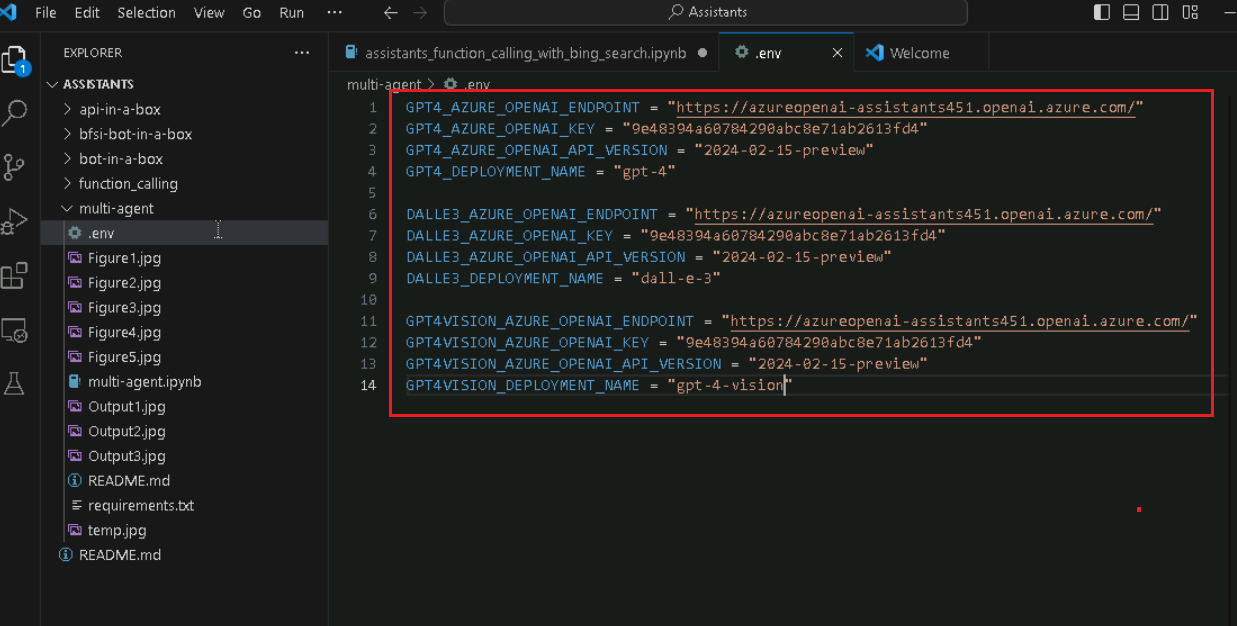 File Edit Selection View Go Run ··· ← → Assistants
EXPLORER ···
ASSISTANTS
api-in-a-box
bfsi-bot-in-a-box
bot-in-a-box
function_calling
multi-agent
.env
Figure1.jpg
Figure2.jpg
Figure3.jpg
Figure4.jpg
Figure5.jpg
multi-agent.ipynb
Output1.jpg
Output2.jpg
Output3.jpg
README.md
requirements.txt
temp.jpg
README.md
1
assistants_function_calling_with_bing_search.ipynb .env Welcome
multi-agent > .env
1 GPT4_AZURE_OPENAI_ENDPOINT = "https://azureopenai-assistants451.openai.azure.com/"
2 GPT4_AZURE_OPENAI_KEY = "9e48394a60784290abc8e71ab2613fd4"
3 GPT4_AZURE_OPENAI_API_VERSION = "2024-02-15-preview"
4 GPT4_DEPLOYMENT_NAME = "gpt-4"
5
6 DALLE3_AZURE_OPENAI_ENDPOINT = "https://azureopenai-assistants451.openai.azure.com/"
7 DALLE3_AZURE_OPENAI_KEY = "9e48394a60784290abc8e71ab2613fd4"
8 DALLE3_AZURE_OPENAI_API_VERSION = "2024-02-15-preview"
9 DALLE3_DEPLOYMENT_NAME = "dall-e-3"
10
11 GPT4VISION_AZURE_OPENAI_ENDPOINT = "https://azureopenai-assistants451.openai.azure.com/"
12 GPT4VISION_AZURE_OPENAI_KEY = "9e48394a60784290abc8e71ab2613fd4"
13 GPT4VISION_AZURE_OPENAI_API_VERSION = "2024-02-15-preview"
14 GPT4VISION_DEPLOYMENT_NAME = "gpt-4-vision"